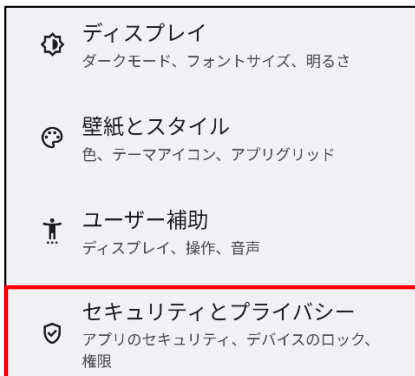 ディスプレイ
ダークモード、フォントサイズ、明るさ
壁紙とスタイル
色、テーマアイコン、アプリグリッド
ユーザー補助
ディスプレイ、操作、音声
セキュリティとプライバシー
アプリのセキュリティ、デバイスのロック、
権限